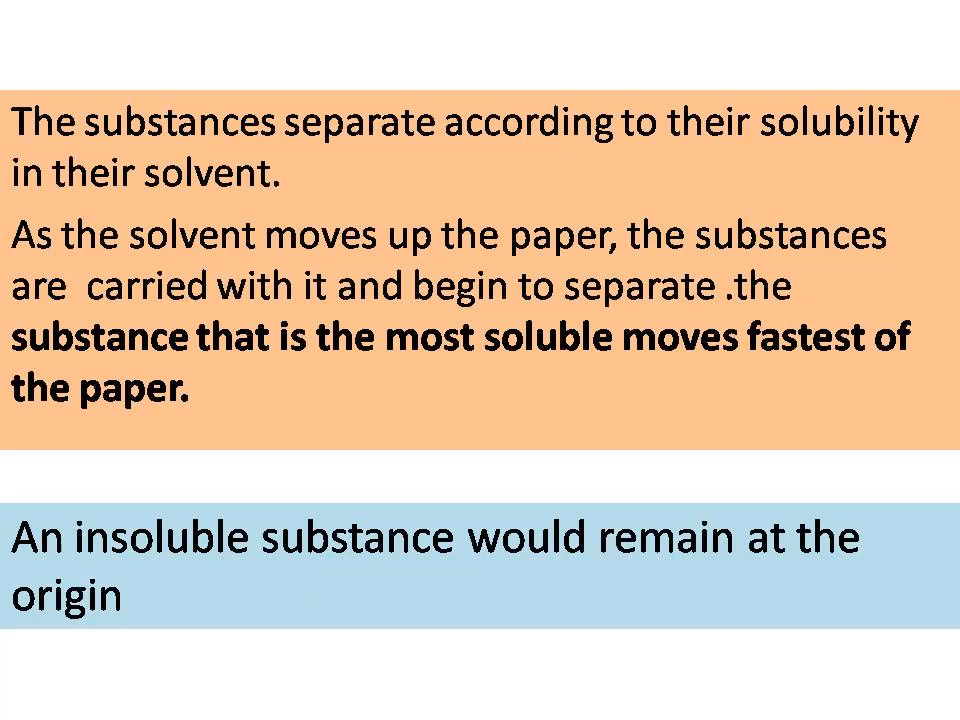 The substances separate according to their solubility
in their solvent.
As the solvent moves up the paper, the substances
are  carried with it and begin to separate .the
substance that is the most soluble moves fastest of
the paper.
An insoluble substance would remain at the
origin